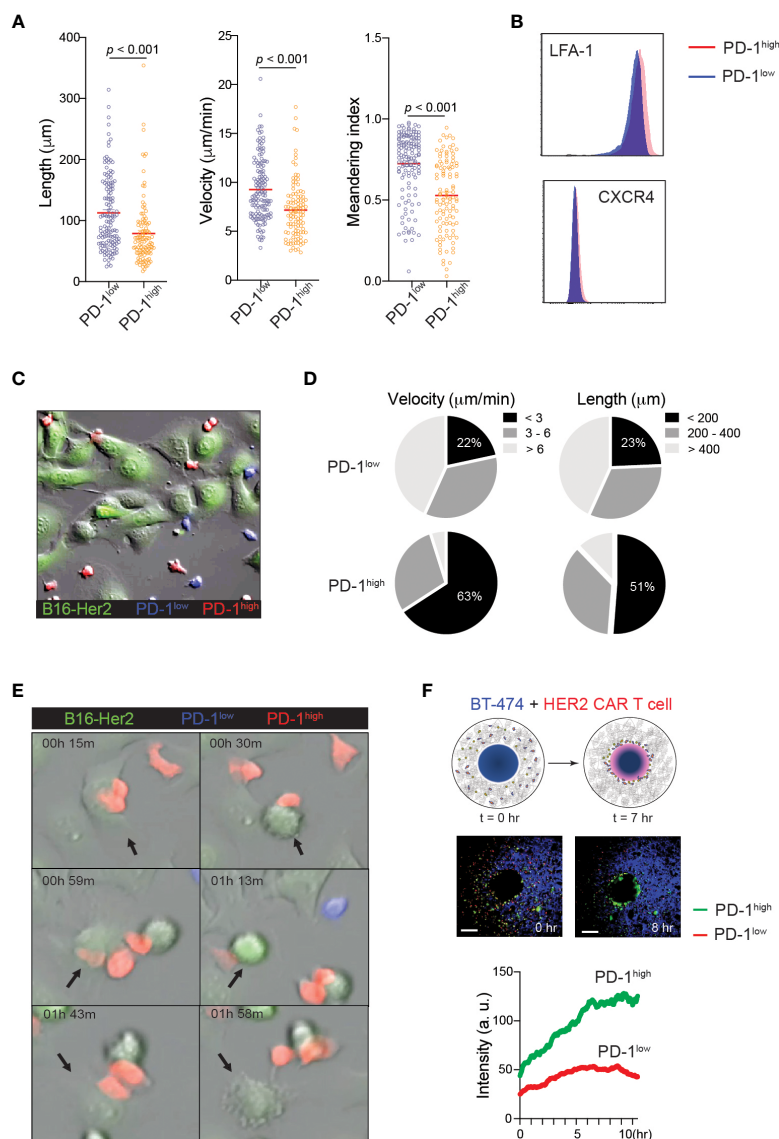 A
Length (μm)
400
300
200
100
0
p < 0.001
PD-1low
PD-1high
Velocity (μm/min)
25
20
15
10
5
0
p < 0.001
PD-1low
PD-1high
Meandering index
1.0
0.5
0.0
p < 0.001
PD-1low
PD-1high
B
LFA-1
CXCR4
PD-1high
PD-1low
C
B16-Her2 PD-1low PD-1high
D
Velocity (μm/min)
< 3
3 - 6
> 6
Length (μm)
< 200
200 - 400
> 400
PD-1low
22%
23%
PD-1high
63%
51%
E
B16-Her2 PD-1low PD-1high
00h 15m
00h 30m
00h 59m
01h 13m
01h 43m
01h 58m
F
BT-474 + HER2 CAR T cell
t = 0 hr
t = 7 hr
0 hr
8 hr
PD-1high
PD-1low
Intensity (a. u.)
150
100
50
0
PD-1high
PD-1low
0 5 10(hr)